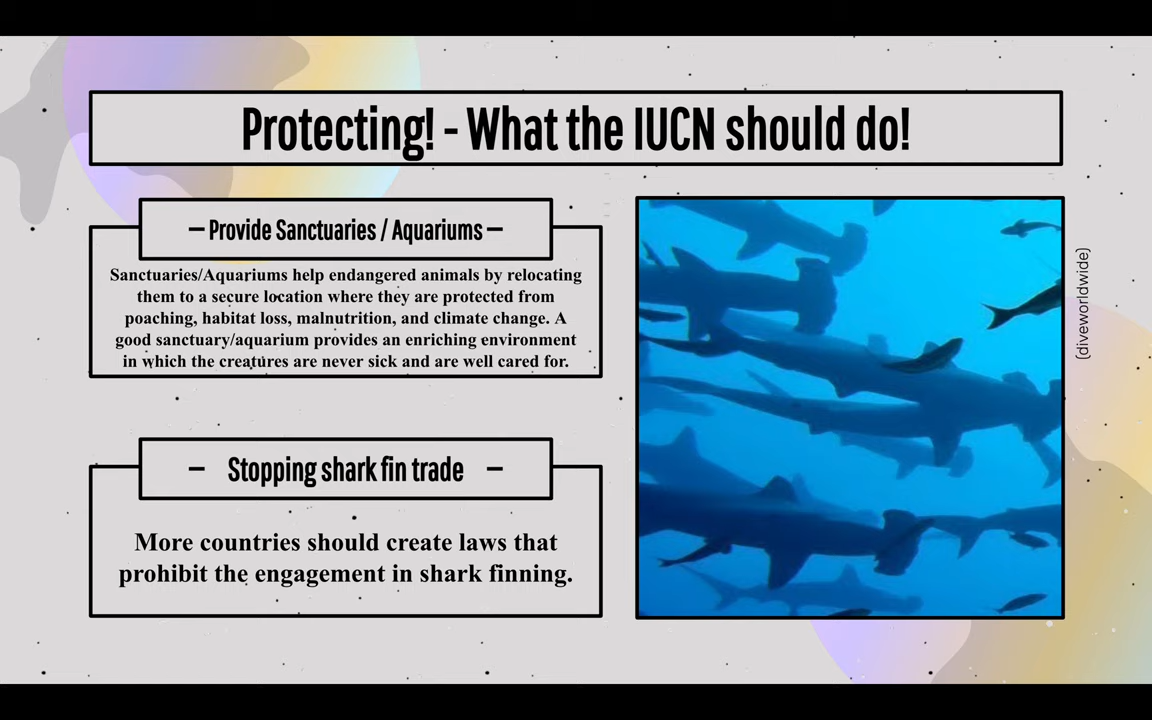 Protecting! - What the IUCN should do!
— Provide Sanctuaries / Aquariums —
Sanctuaries/Aquariums help endangered animals by relocating
them to a secure location where they are protected from
poaching, habitat loss, malnutrition, and climate change. A
good sanctuary/aquarium provides an enriching environment
in which the creatures are never sick and are well cared for.
— Stopping shark fin trade —
More countries should create laws that
prohibit the engagement in shark finning.
(diveworldwide)